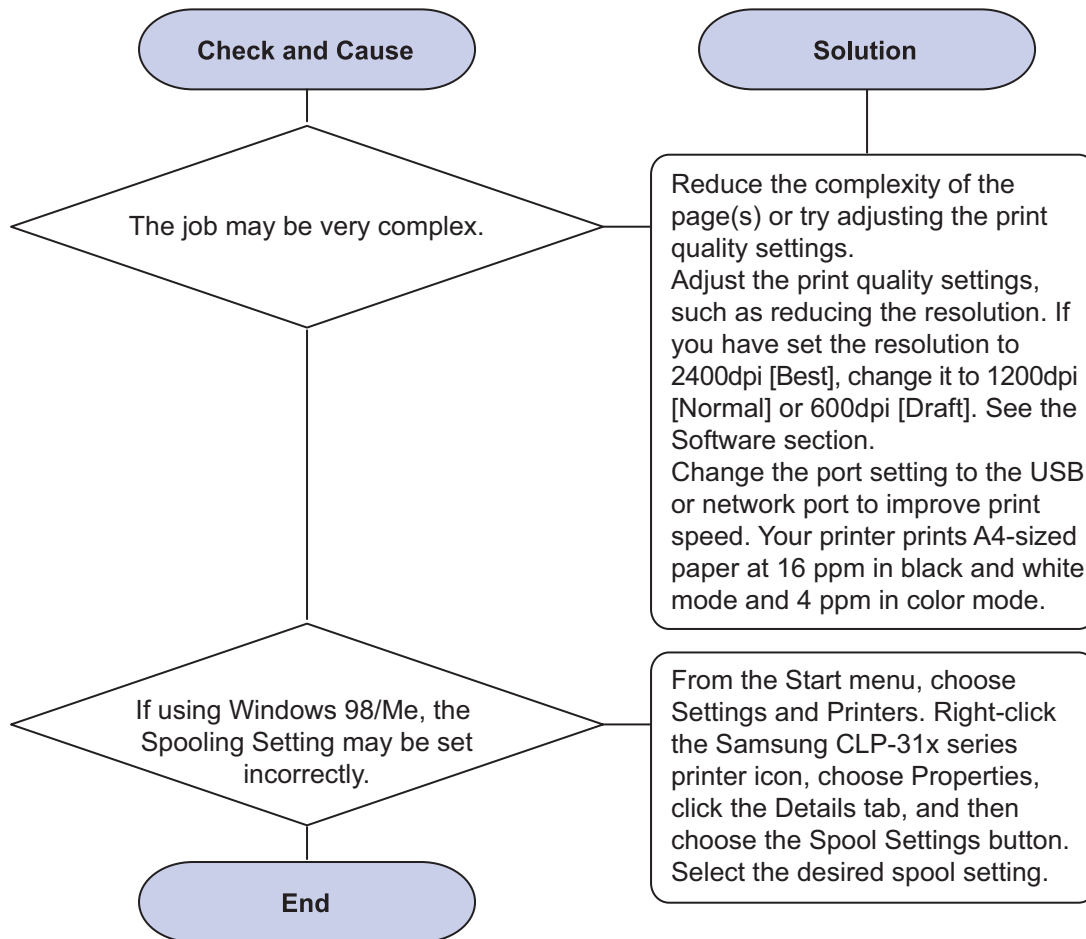 Check and Cause
Solution
The job may be very complex.
Reduce the complexity of the
page(s) or try adjusting the print
quality settings.
Adjust the print quality settings,
such as reducing the resolution. If
you have set the resolution to
2400dpi [Best], change it to 1200dpi
[Normal] or 600dpi [Draft]. See the
Software section.
Change the port setting to the USB
or network port to improve print
speed. Your printer prints A4-sized
paper at 16 ppm in black and white
mode and 4 ppm in color mode.
If using Windows 98/Me, the
Spooling Setting may be set
incorrectly.
From the Start menu, choose
Settings and Printers. Right-click
the Samsung CLP-31x series
printer icon, choose Properties,
click the Details tab, and then
choose the Spool Settings button.
Select the desired spool setting.
End